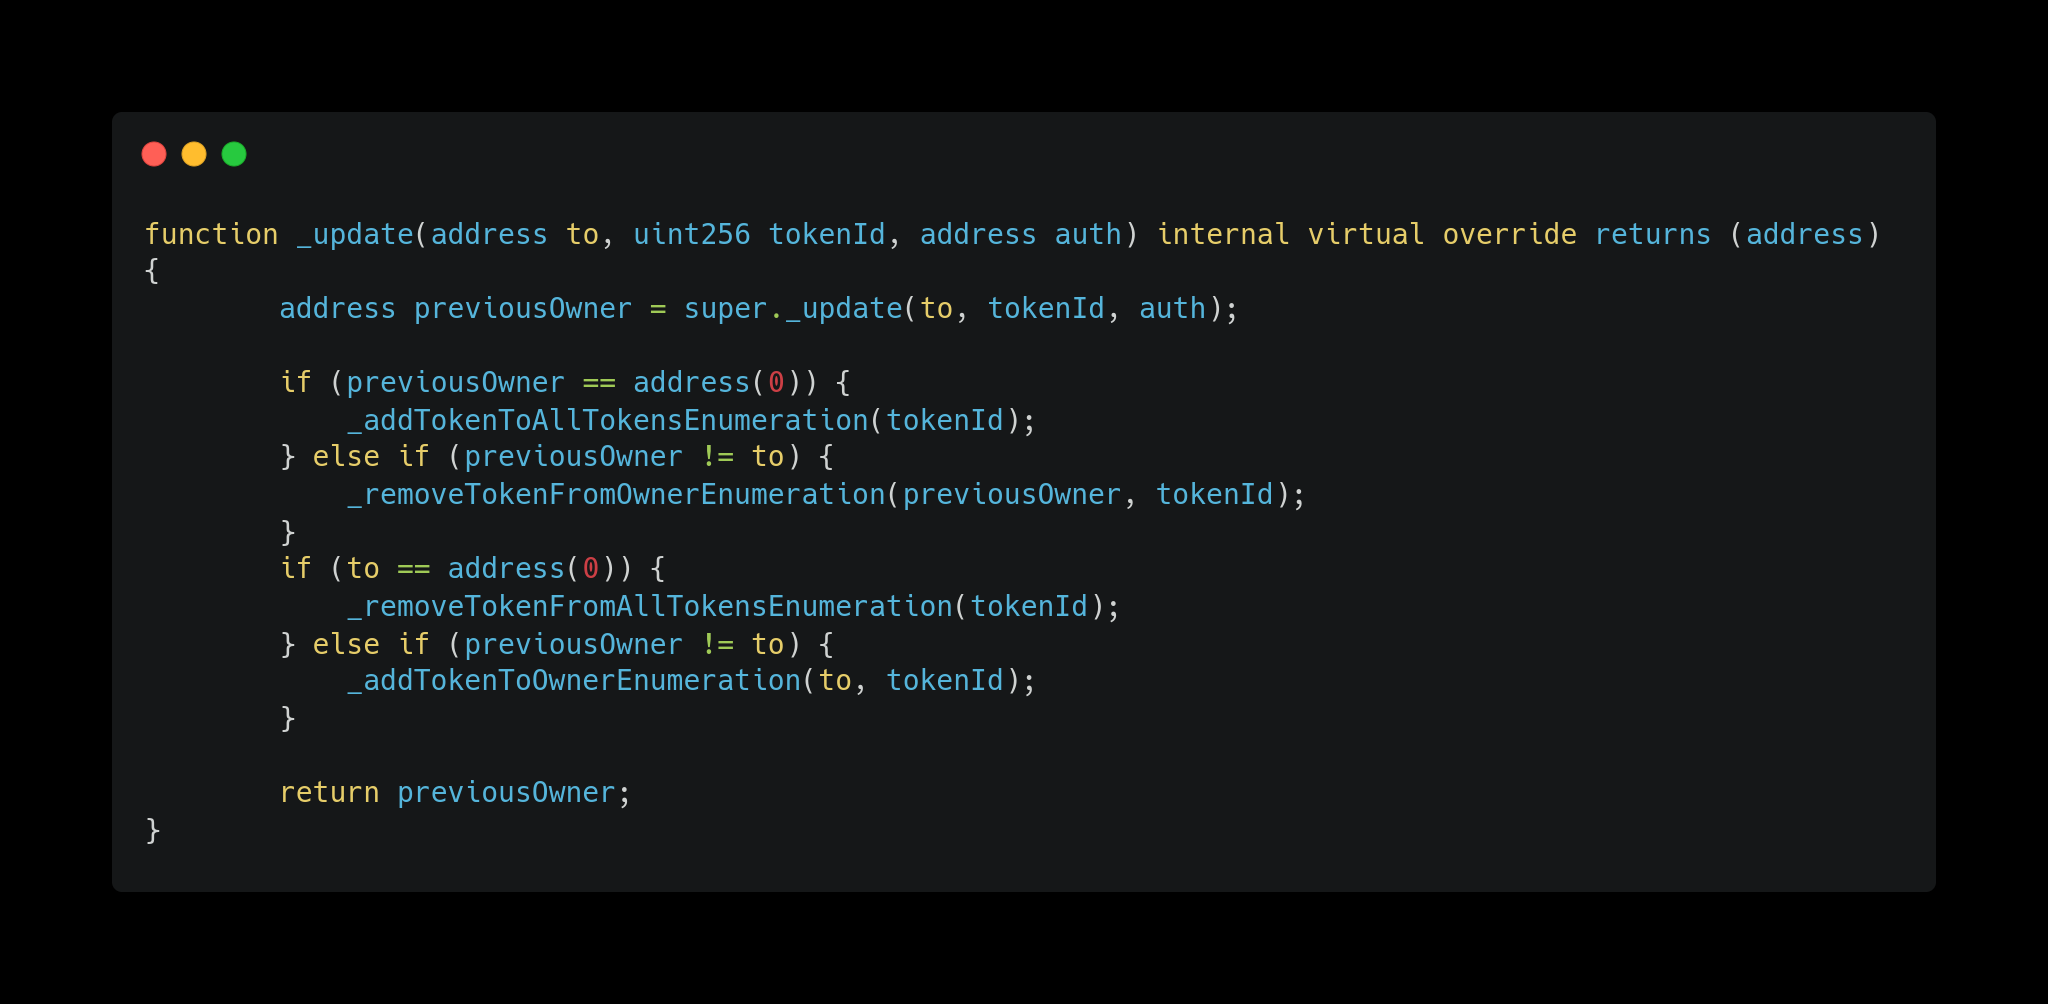 function _update(address to, uint256 tokenId, address auth) internal virtual override returns (address)
{
        address previousOwner = super._update(to, tokenId, auth);

        if (previousOwner == address(0)) {
            _addTokenToAllTokensEnumeration(tokenId);
        } else if (previousOwner != to) {
            _removeTokenFromOwnerEnumeration(previousOwner, tokenId);
        }
        if (to == address(0)) {
            _removeTokenFromAllTokensEnumeration(tokenId);
        } else if (previousOwner != to) {
            _addTokenToOwnerEnumeration(to, tokenId);
        }

        return previousOwner;
}